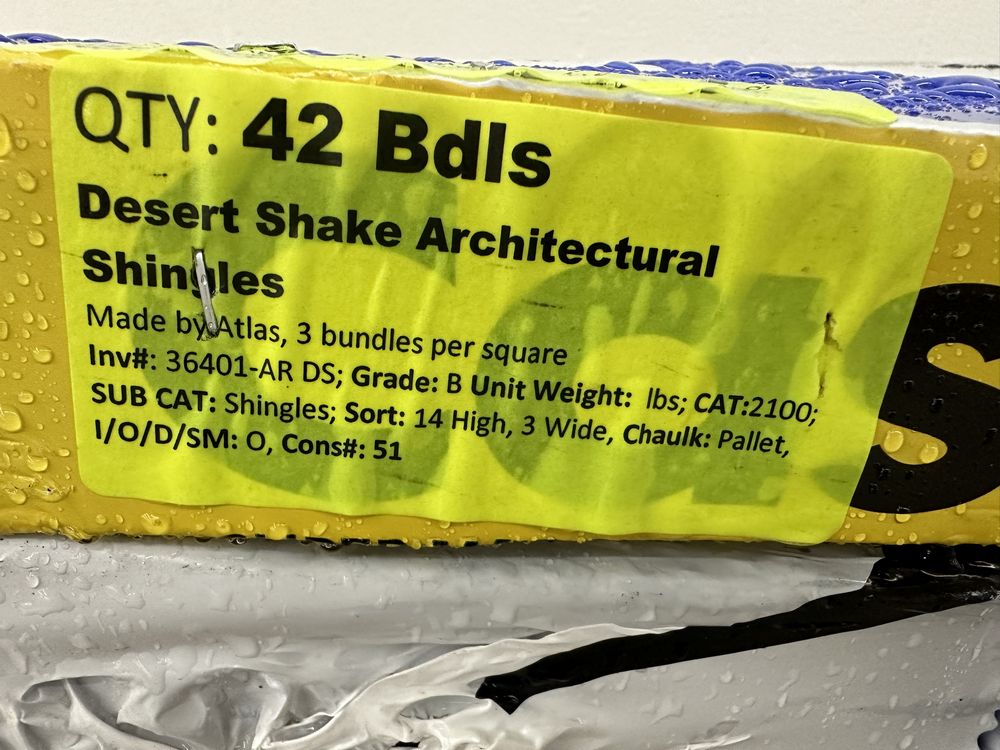 QTY: 42 Bdls
Desert Shake Architectural
Shingles
Made by Atlas, 3 bundles per square
Inv#: 36401-AR DS; Grade: B Unit Weight: lbs; CAT:2100;
SUB CAT: Shingles; Sort: 14 High, 3 Wide, Chaulk: Pallet,
I/O/D/SM: O, Cons#: 51